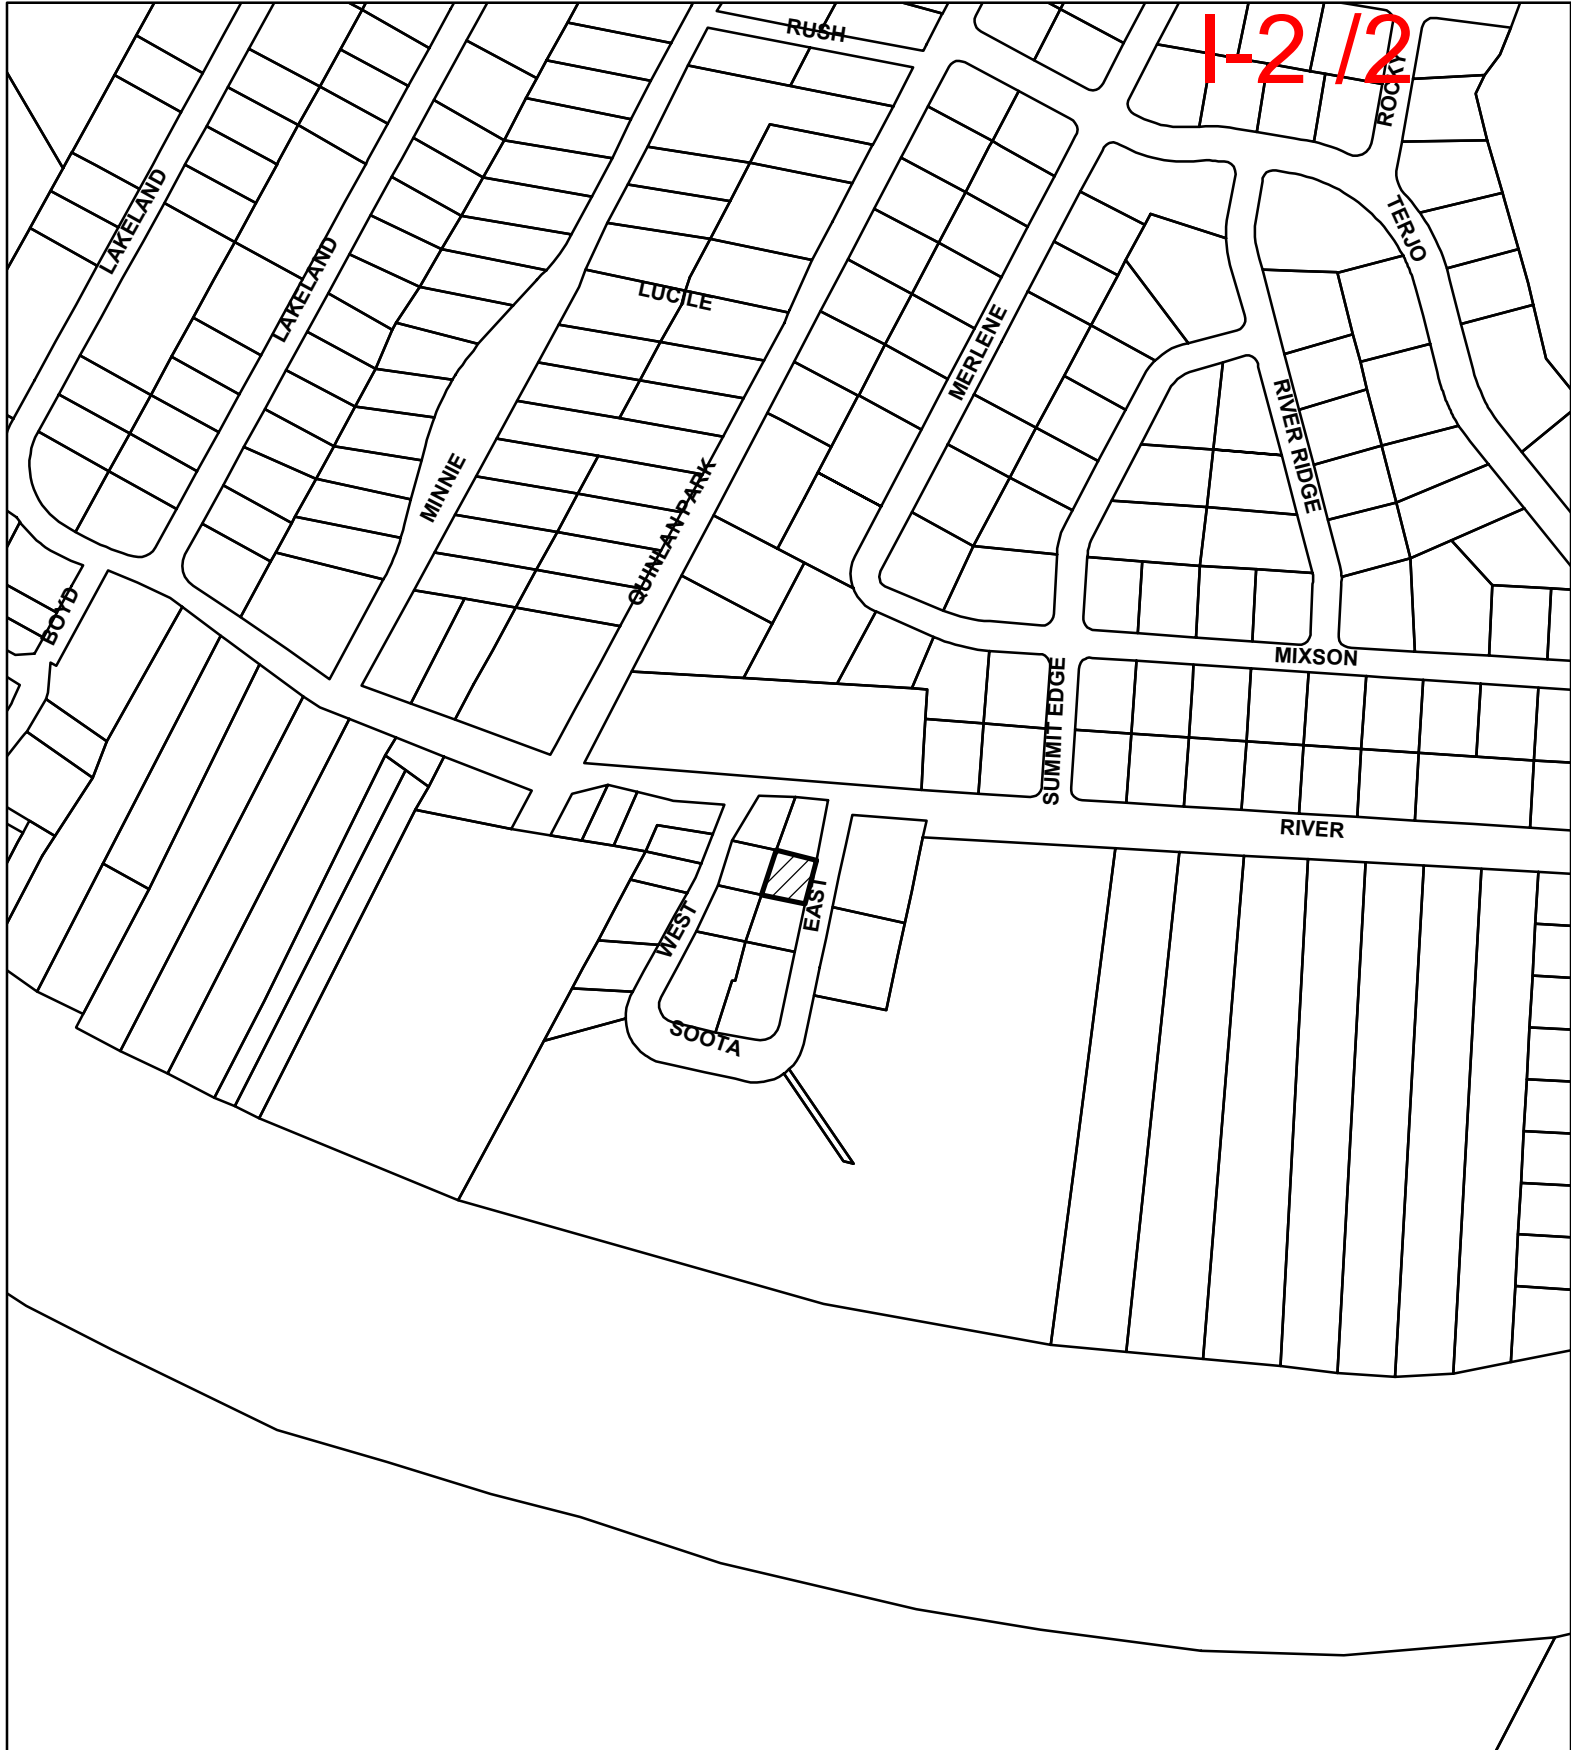 RUSH
I-2 /2
ROCKY
LAKELAND
TERJO
LAKELAND
LUCILE
MERLENE
RIVER RIDGE
MINNIE
QUINLAN PARK
BOYD
MIXSON
SUMMIT EDGE
RIVER
EAST
WEST
SOOTA